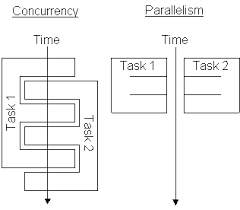 Concurrency
Parallelism
Time
Time
Task 1
Task 2
Task 1
Task 2